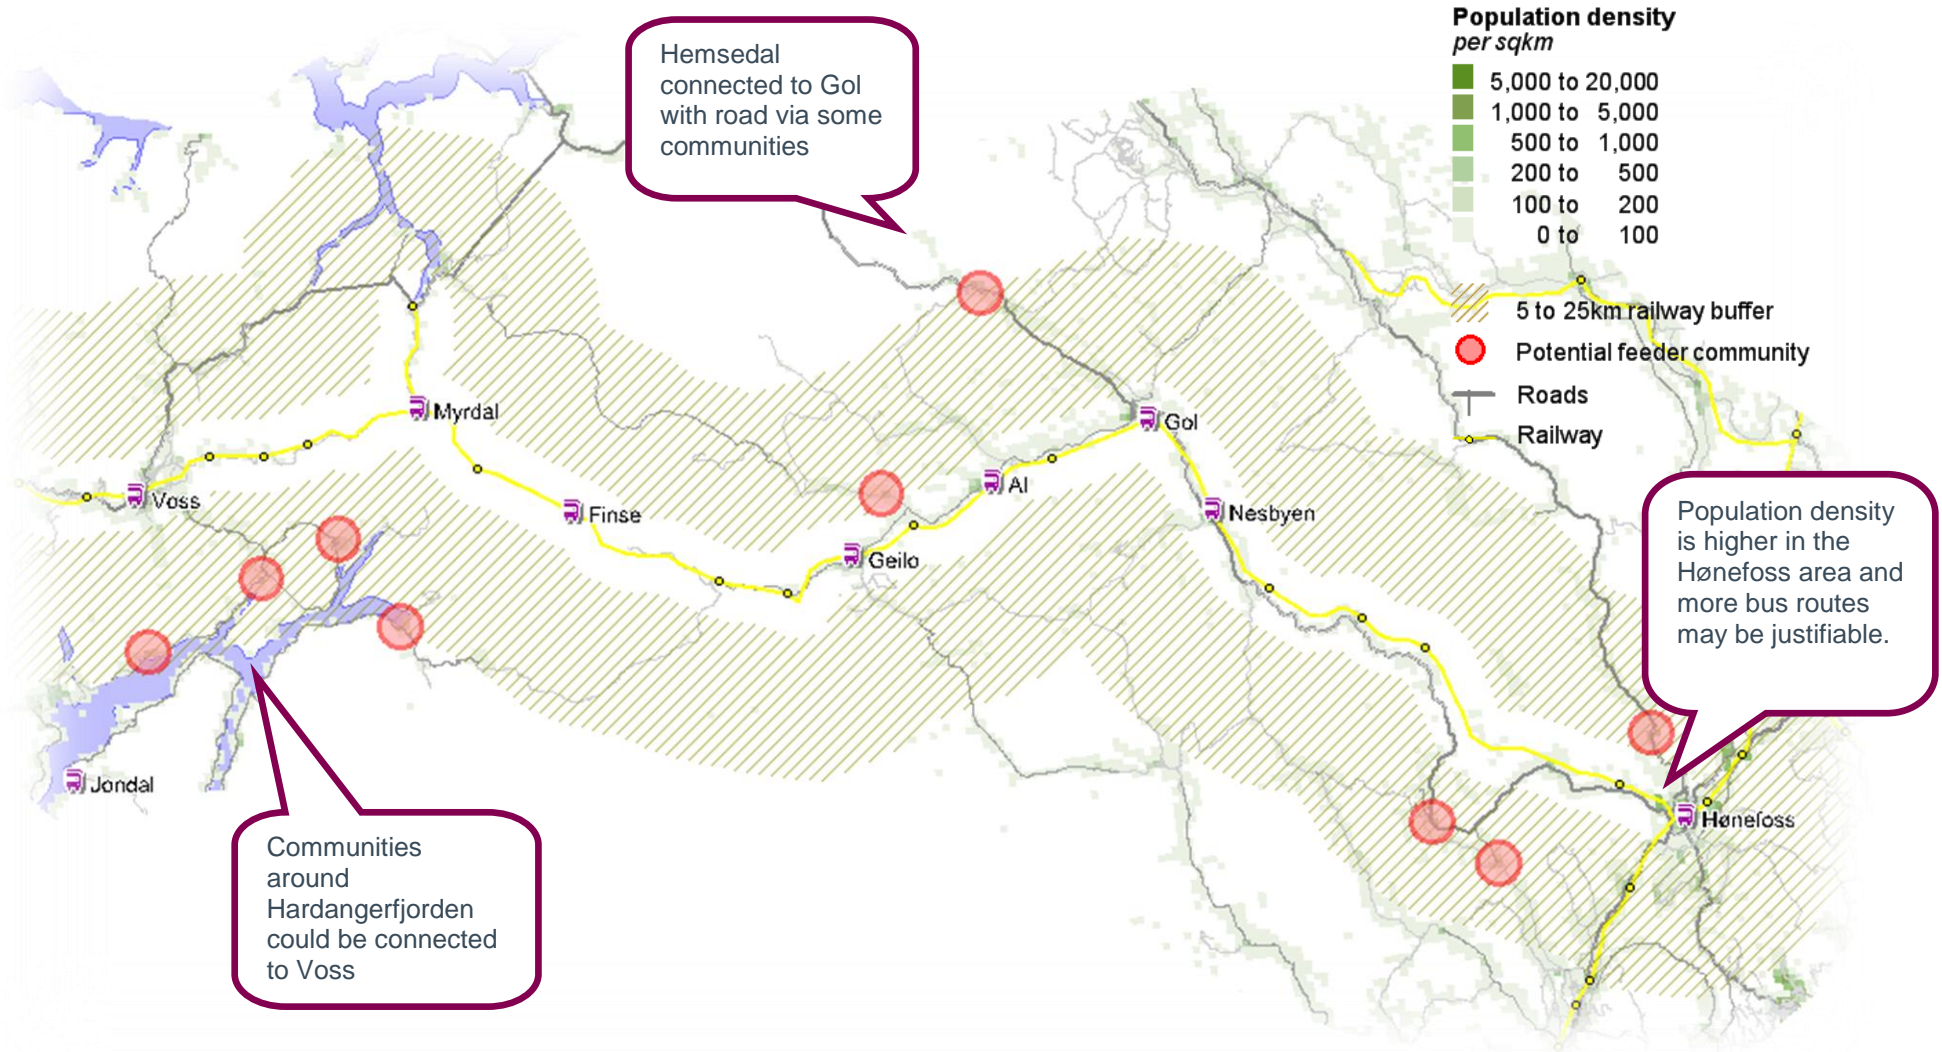 Hemsedal
connected to Gol
with road via some
communities
Population density
per sqkm
5,000 to 20,000
1,000 to 5,000
500 to 1,000
200 to 500
100 to 200
0 to 100
5 to 25km railway buffer
Potential feeder community
Roads
Railway
Myrdal
Gol
Voss
Finse
Al
Nesbyen
Geilo
Population density
is higher in the
Hønefoss area and
more bus routes
may be justifiable.
Jondal
Hønefoss
Communities
around
Hardangerfjorden
could be connected
to Voss